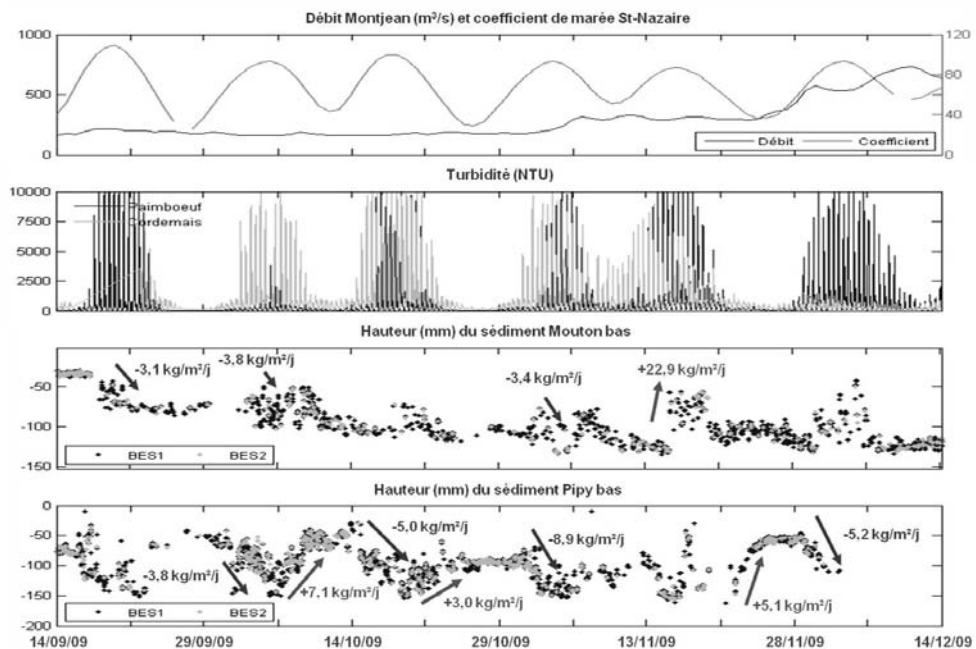 Débit Montjean (m³/s) et coefficient de marée St-Nazaire
1000
500
0
120
80
40
0
Débit
Coefficient
Turbidité (NTU)
10000
7500
5000
2500
0
Paimboeuf
Cordemais
Hauteur (mm) du sédiment Mouton bas
-50
-100
-150
-3,1 kg/m²/j
-3,8 kg/m²/j
-3,4 kg/m²/j
+22,9 kg/m²/j
BES1
BES2
Hauteur (mm) du sédiment Pipy bas
0
-50
-100
-150
-200
-3,8 kg/m²/j
+7,1 kg/m²/j
-5,0 kg/m²/j
+3,0 kg/m²/j
-8,9 kg/m²/j
+5,1 kg/m²/j
-5,2 kg/m²/j
BES1
BES2
14/09/09
29/09/09
14/10/09
29/10/09
13/11/09
28/11/09
14/12/09